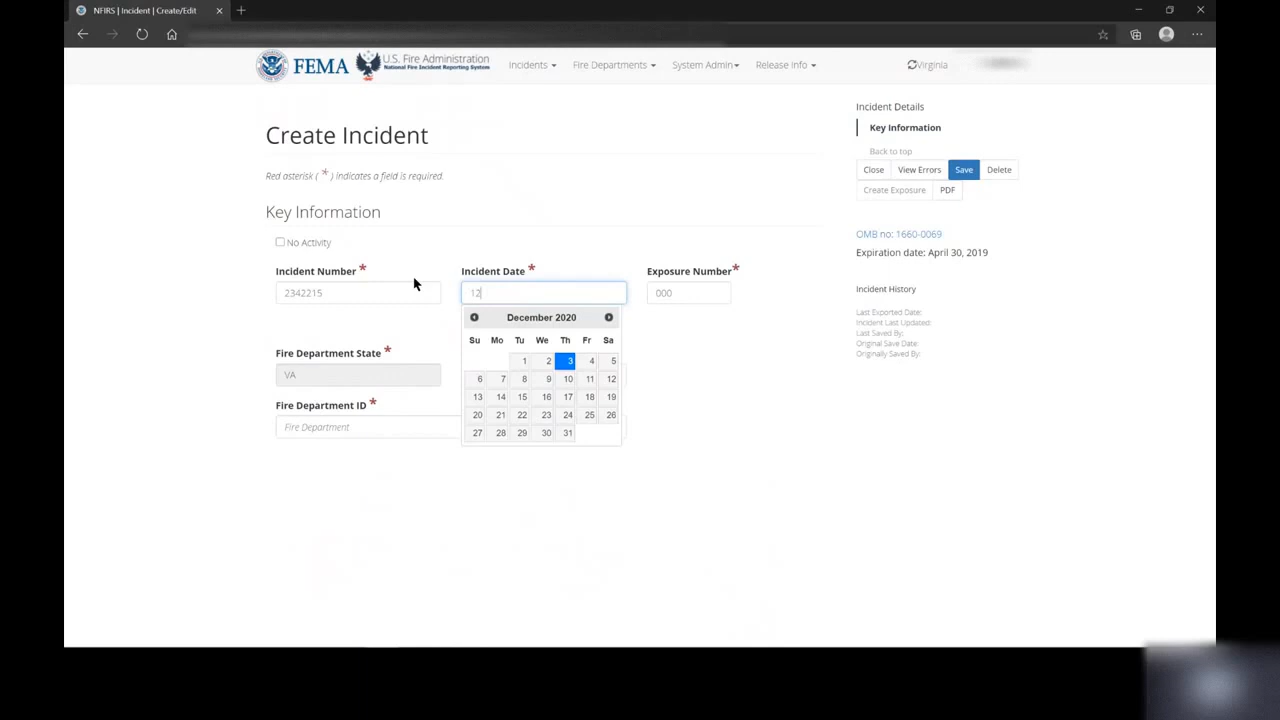 NFIRS | Incident | Create/Edit
FEMA
U.S. Fire Administration
National Fire Incident Reporting System
Incidents
Fire Departments
System Admin
Release Info
Virginia
Create Incident
Red asterisk ( * ) indicates a field is required.
Key Information
No Activity
Incident Number *
Incident Date *
Exposure Number*
2342215
12
000
December 2020
Su Mo Tu We Th Fr Sa
1 2 3 4 5
6 7 8 9 10 11 12
13 14 15 16 17 18 19
20 21 22 23 24 25 26
27 28 29 30 31
Fire Department State *
VA
Fire Department ID *
Fire Department
Incident Details
Key Information
Back to top
Close View Errors Save Delete
Create Exposure PDF
OMB no: 1660-0069
Expiration date: April 30, 2019
Incident History
Last Exported Date:
Incident Last Updated:
Last Saved By:
Original Save Date:
Originally Saved By: